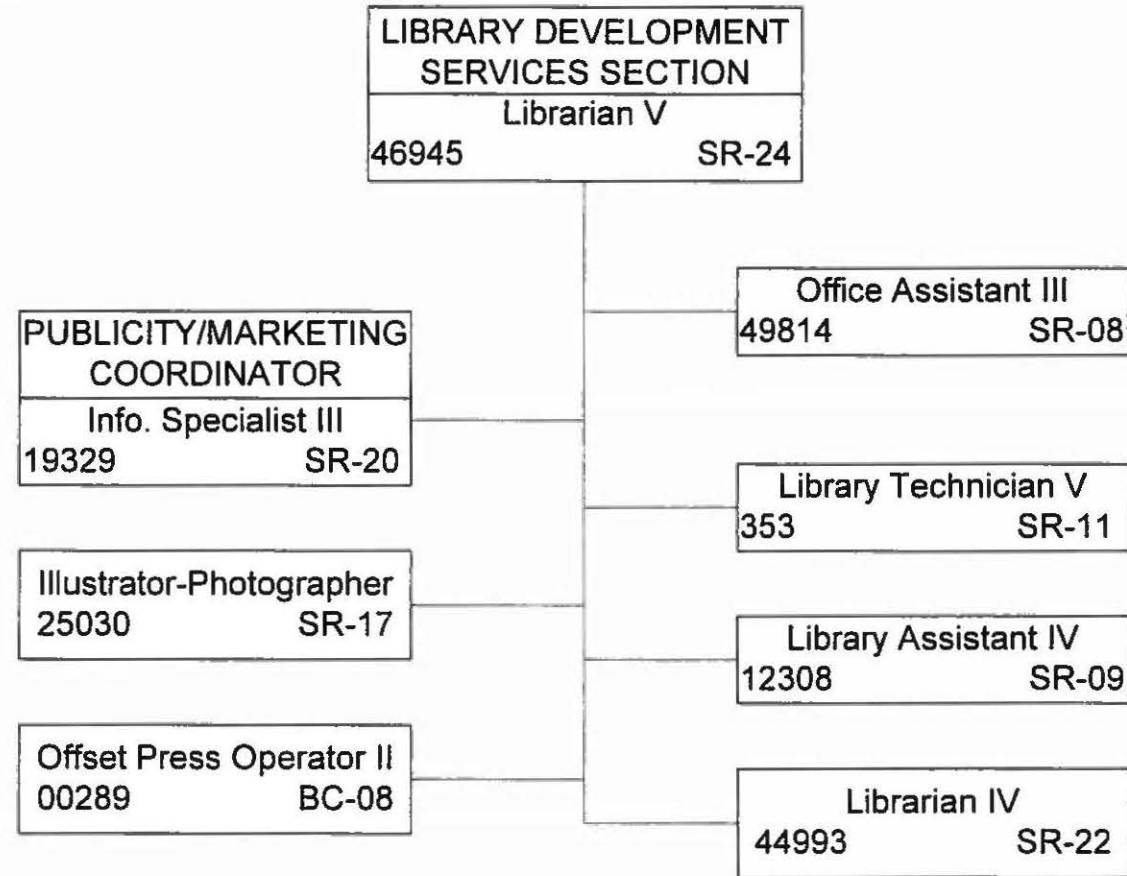 LIBRARY DEVELOPMENT
SERVICES SECTION
Librarian V
46945 SR-24
PUBLICITY/MARKETING
COORDINATOR
Info. Specialist III
19329 SR-20
Illustrator-Photographer
25030 SR-17
Offset Press Operator II
00289 BC-08
Office Assistant III
49814 SR-08
Library Technician V
353 SR-11
Library Assistant IV
12308 SR-09
Librarian IV
44993 SR-22